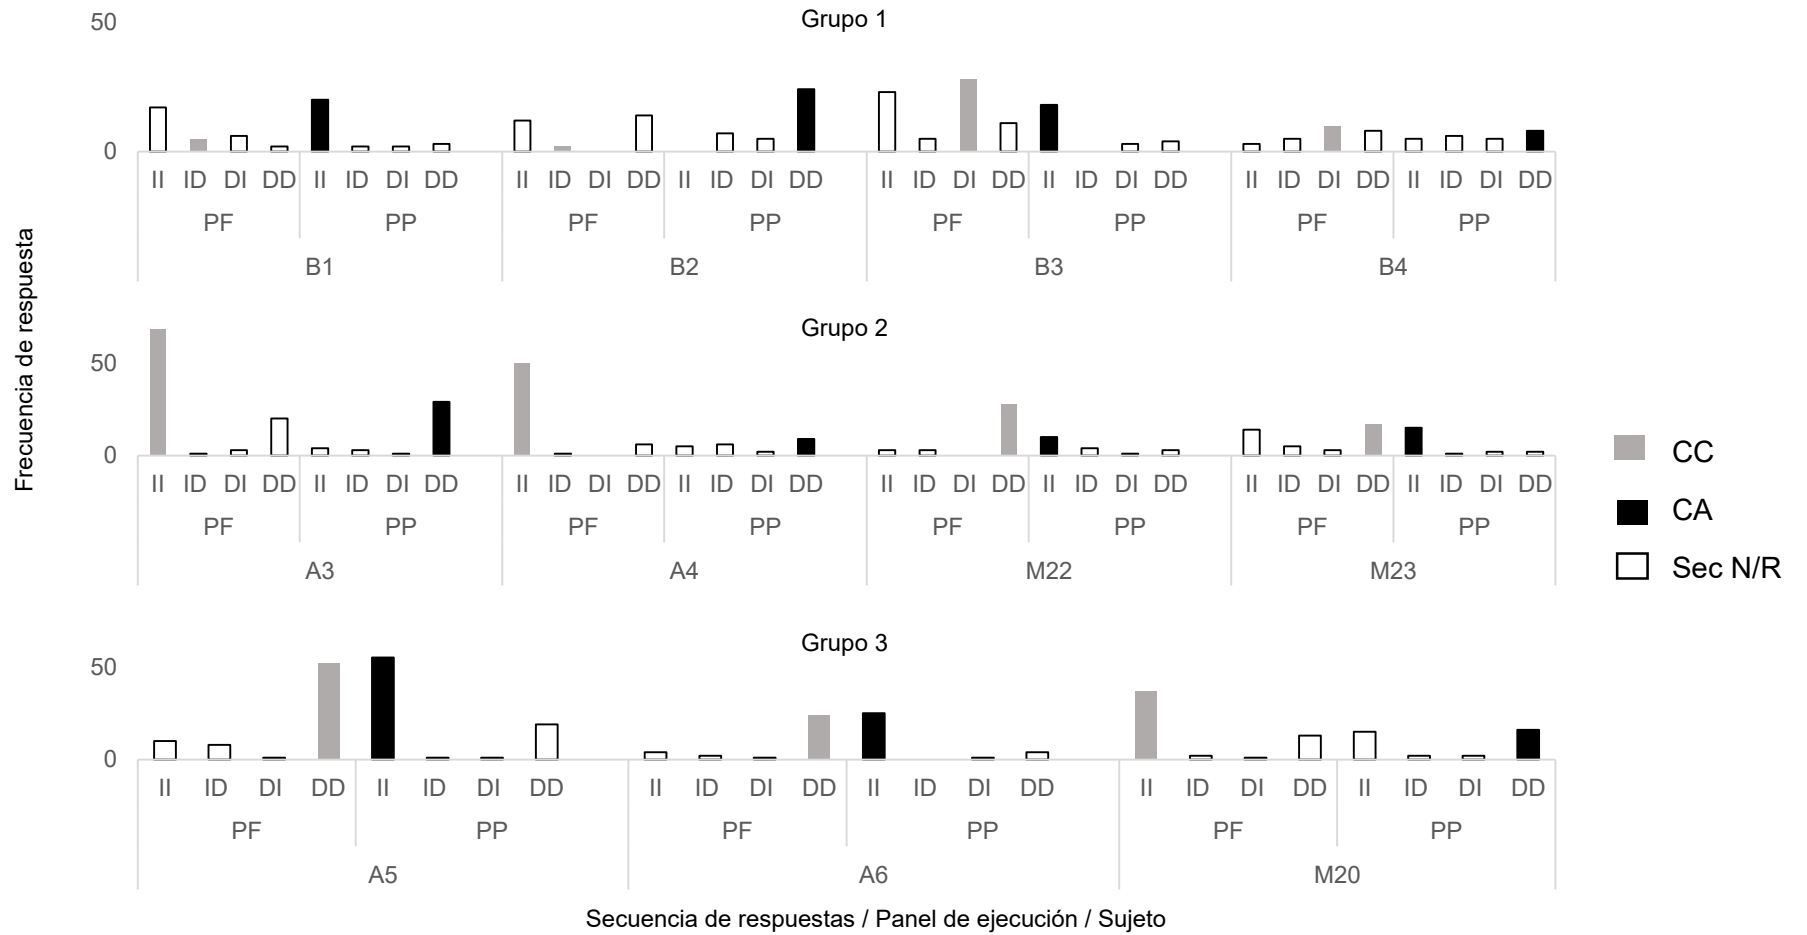 Grupo 1
50
0
II ID DI DD II ID DI DD II ID DI DD II ID DI DD II ID DI DD II ID DI DD II ID DI DD II ID DI DD
PF PP PF PP PF PP PF PP
B1 B2 B3 B4
Frecuencia de respuesta
Grupo 2
50
0
II ID DI DD II ID DI DD II ID DI DD II ID DI DD II ID DI DD II ID DI DD II ID DI DD II ID DI DD
PF PP PF PP PF PP PF PP
A3 A4 M22 M23
CC
CA
Sec N/R
Grupo 3
50
0
II ID DI DD II ID DI DD II ID DI DD II ID DI DD II ID DI DD II ID DI DD
PF PP PF PP PF PP
A5 A6 M20
Secuencia de respuestas / Panel de ejecución / Sujeto